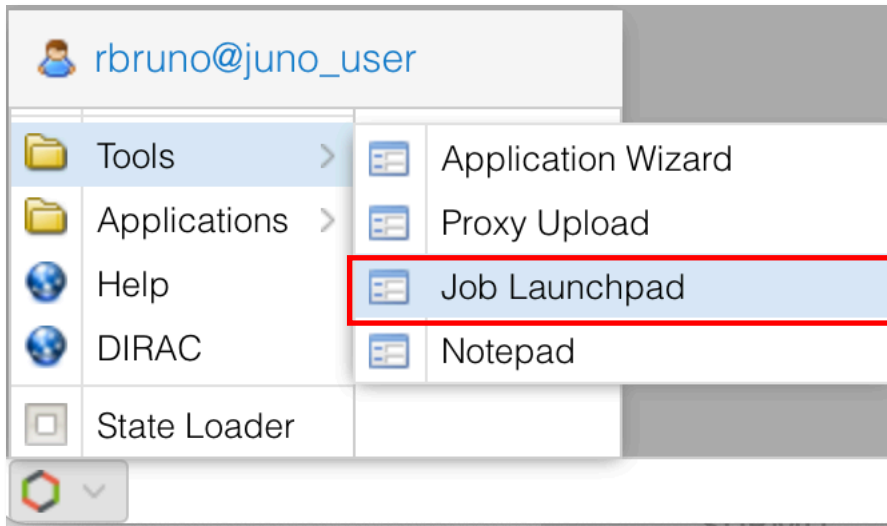 rbruno@juno_user
Tools
Applications
Help
DIRAC
State Loader
Application Wizard
Proxy Upload
Job Launchpad
Notepad